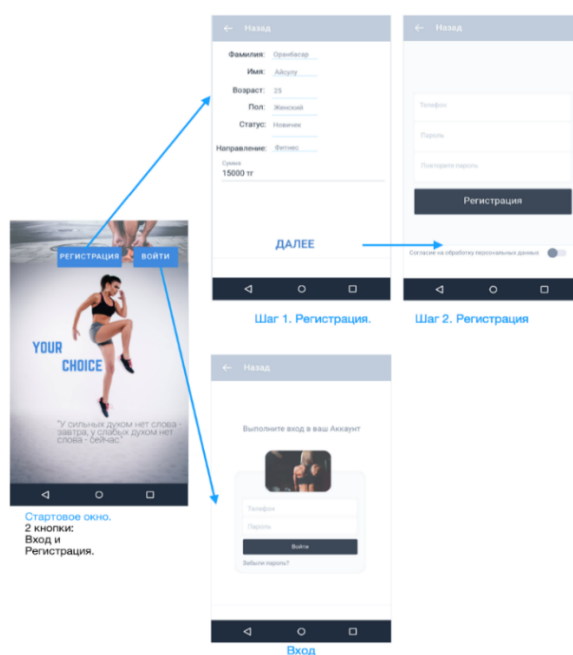 Назад
Фамилия: Оранбасар
Имя: Айсулу
Возраст: 25
Пол: Женский
Статус: Новичек
Направление: Фитнес
Сумма
15000 тг
ДАЛЕЕ
Шаг 1. Регистрация.
Назад
Телефон
Пароль
Повторите пароль
Регистрация
Согласие на обработку персональных данных
Шаг 2. Регистрация
РЕГИСТРАЦИЯ
ВОЙТИ
YOUR
CHOICE
"У сильных духом нет слова -
завтра, у слабых духом нет
слова - сейчас"
Стартовое окно.
2 кнопки:
Вход и
Регистрация.
Назад
Выполните вход в ваш Аккаунт
Телефон
Пароль
Войти
Забыли пароль?
Вход